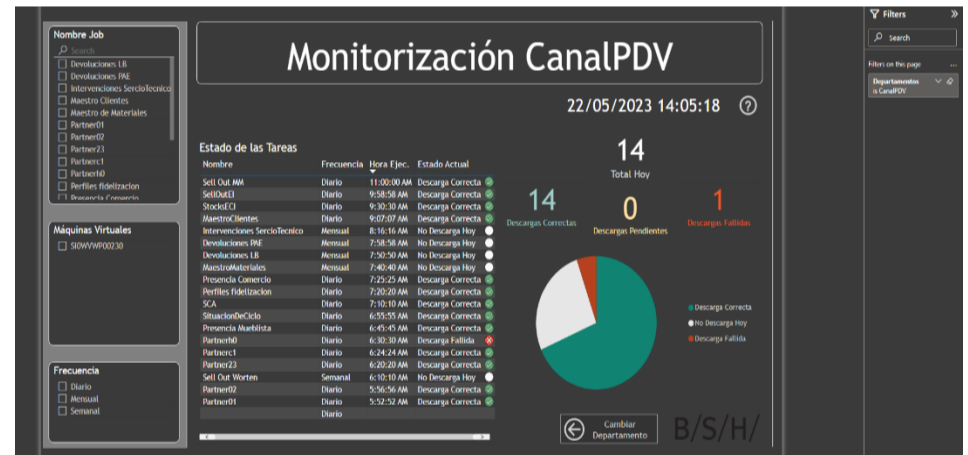 Nombre Job
Search
Devoluciones LB
Devoluciones PAE
Intervenciones SercioTecnico
Maestro Clientes
Maestro de Materiales
Partner01
Partner02
Partner23
Partnerc1
Partnerh0
Perfiles fidelizacion
Presencia Comercio
Máquinas Virtuales
SI0WVWP00230
Frecuencia
Diario
Mensual
Semanal
Monitorización CanalPDV
22/05/2023 14:05:18
Estado de las Tareas
Nombre Frecuencia Hora Ejec. Estado Actual
Sell Out MM Diario 11:00:00 AM Descarga Correcta
SellOutECI Diario 9:58:58 AM Descarga Correcta
StocksECI Diario 9:30:30 AM Descarga Correcta
MaestroClientes Diario 9:07:07 AM Descarga Correcta
Intervenciones SercioTecnico Mensual 8:16:16 AM No Descarga Hoy
Devoluciones PAE Mensual 7:58:58 AM No Descarga Hoy
Devoluciones LB Mensual 7:50:50 AM No Descarga Hoy
MaestroMateriales Mensual 7:40:40 AM No Descarga Hoy
Presencia Comercio Diario 7:25:25 AM Descarga Correcta
Perfiles fidelizacion Diario 7:20:20 AM Descarga Correcta
SCA Diario 7:10:10 AM Descarga Correcta
SituacionDeCiclo Diario 6:55:55 AM Descarga Correcta
Presencia Mueblista Diario 6:45:45 AM Descarga Correcta
Partnerh0 Diario 6:30:30 AM Descarga Fallida
Partnerc1 Diario 6:24:24 AM Descarga Correcta
Partner23 Diario 6:20:20 AM Descarga Correcta
Sell Out Worten Semanal 6:10:10 AM No Descarga Hoy
Partner02 Diario 5:56:56 AM Descarga Correcta
Partner01 Diario 5:52:52 AM Descarga Correcta
Diario
14
Total Hoy
14
Descargas Correctas
0
Descargas Pendientes
1
Descargas Fallidas
Descarga Correcta
No Descarga Hoy
Descarga Fallida
Cambiar
Departamento
B/S/H/
Filters
Search
Filters on this page
Departamentos
is CanalPDV